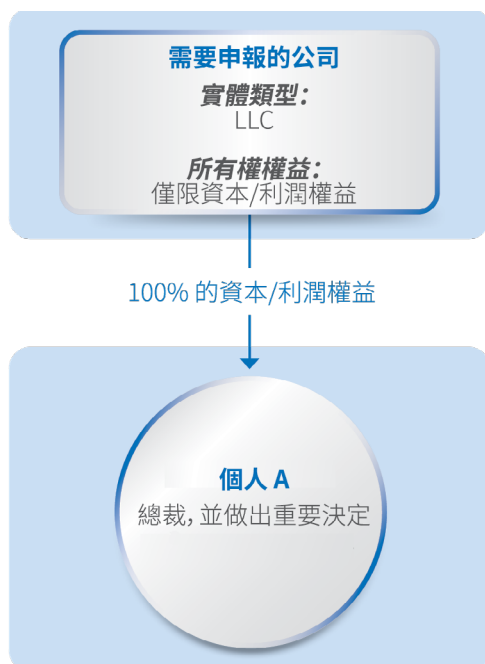 需要申報的公司
實體類型：
LLC
所有權權益：
僅限資本/利潤權益
100% 的資本/利潤權益
個人 A
總裁，並做出重要決定